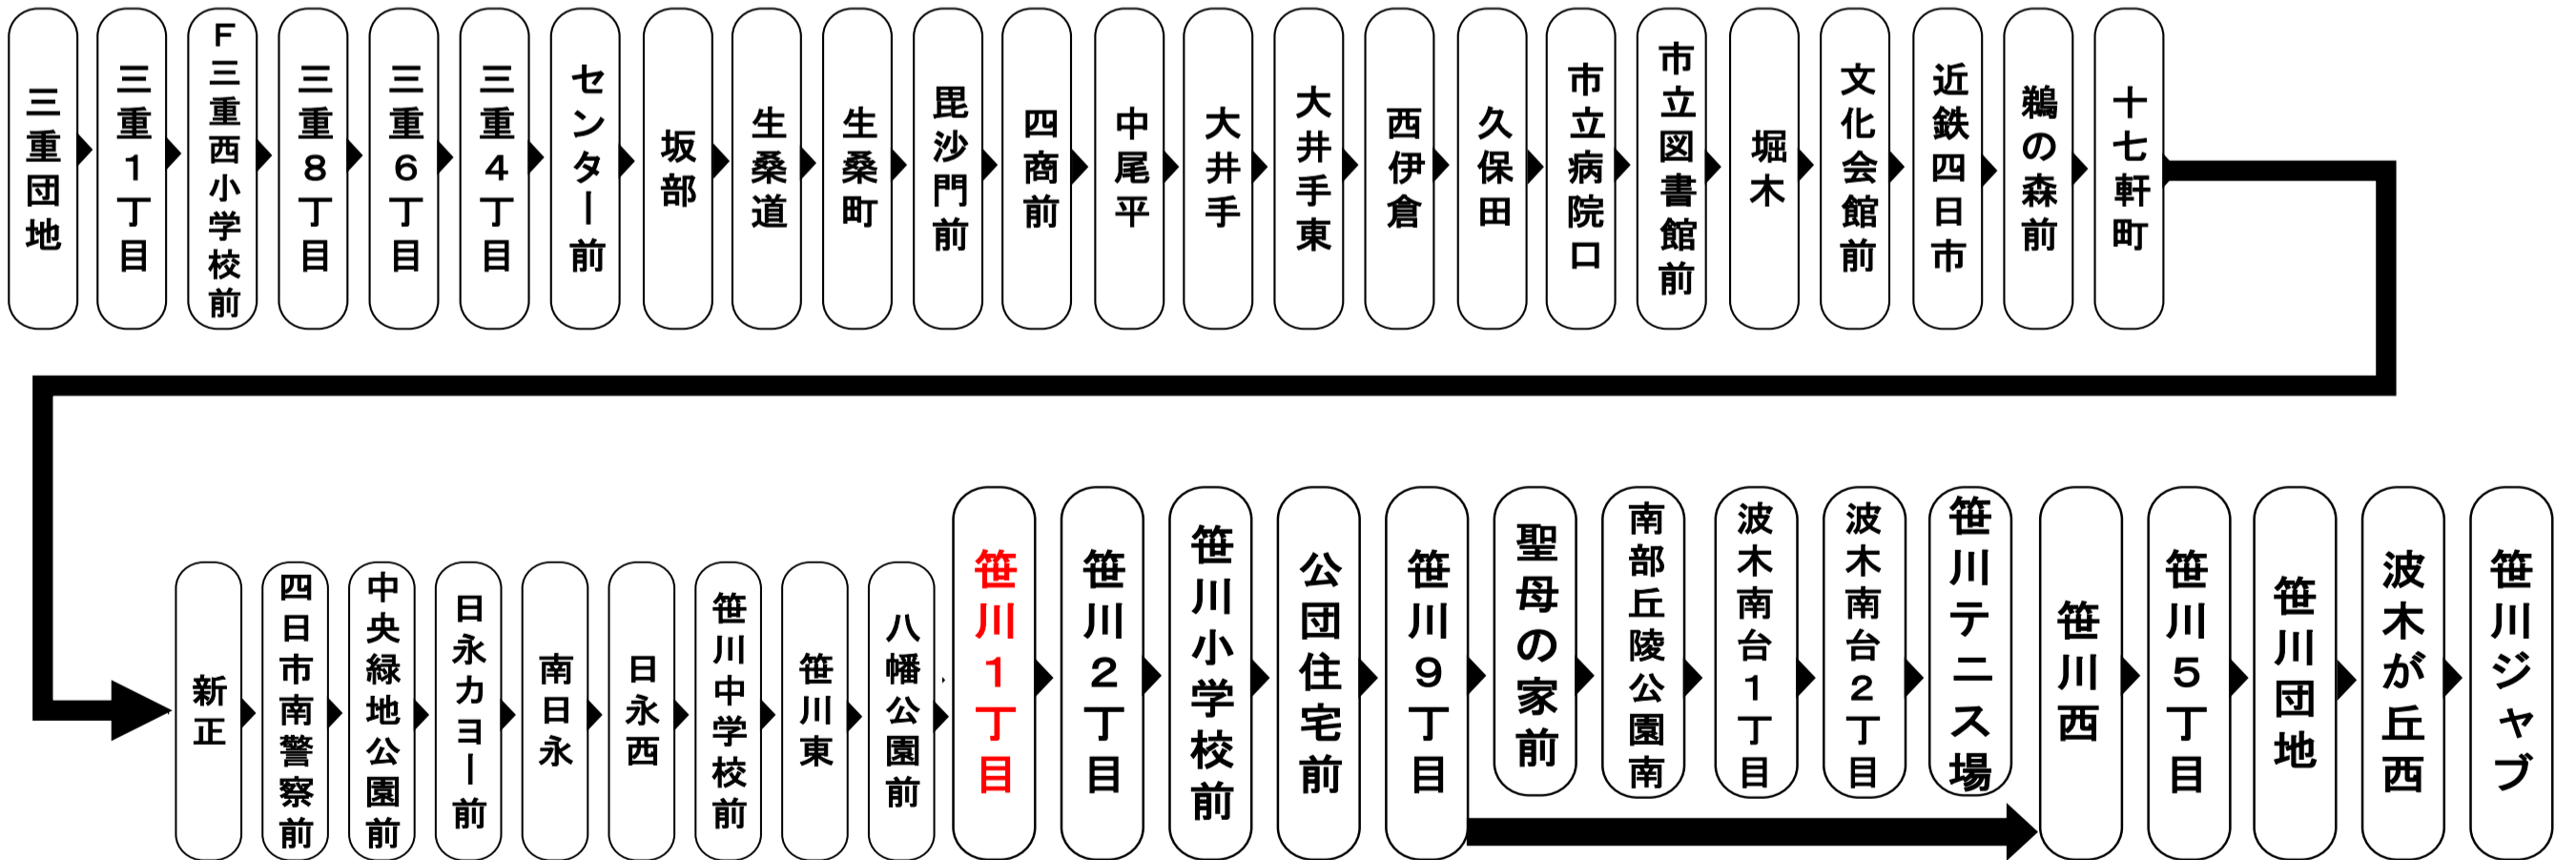 三重団地
三重１丁目
Ｆ三重西小学校前
三重８丁目
三重６丁目
三重４丁目
センター前
坂部
生桑道
生桑町
毘沙門前
四商前
中尾平
大井手
大井手東
西伊倉
久保田
市立病院口
市立図書館前
堀木
文化会館前
近鉄四日市
鵜の森前
十七軒町
新正
四日市南警察前
中央緑地公園前
日永カヨー前
南日永
日永西
笹川中学校前
笹川東
八幡公園前
笹川１丁目
笹川２丁目
笹川小学校前
公団住宅前
笹川９丁目
聖母の家前
南部丘陵公園南
波木南台１丁目
波木南台２丁目
笹川テニス場
笹川西
笹川５丁目
笹川団地
波木が丘西
笹川ジャブ